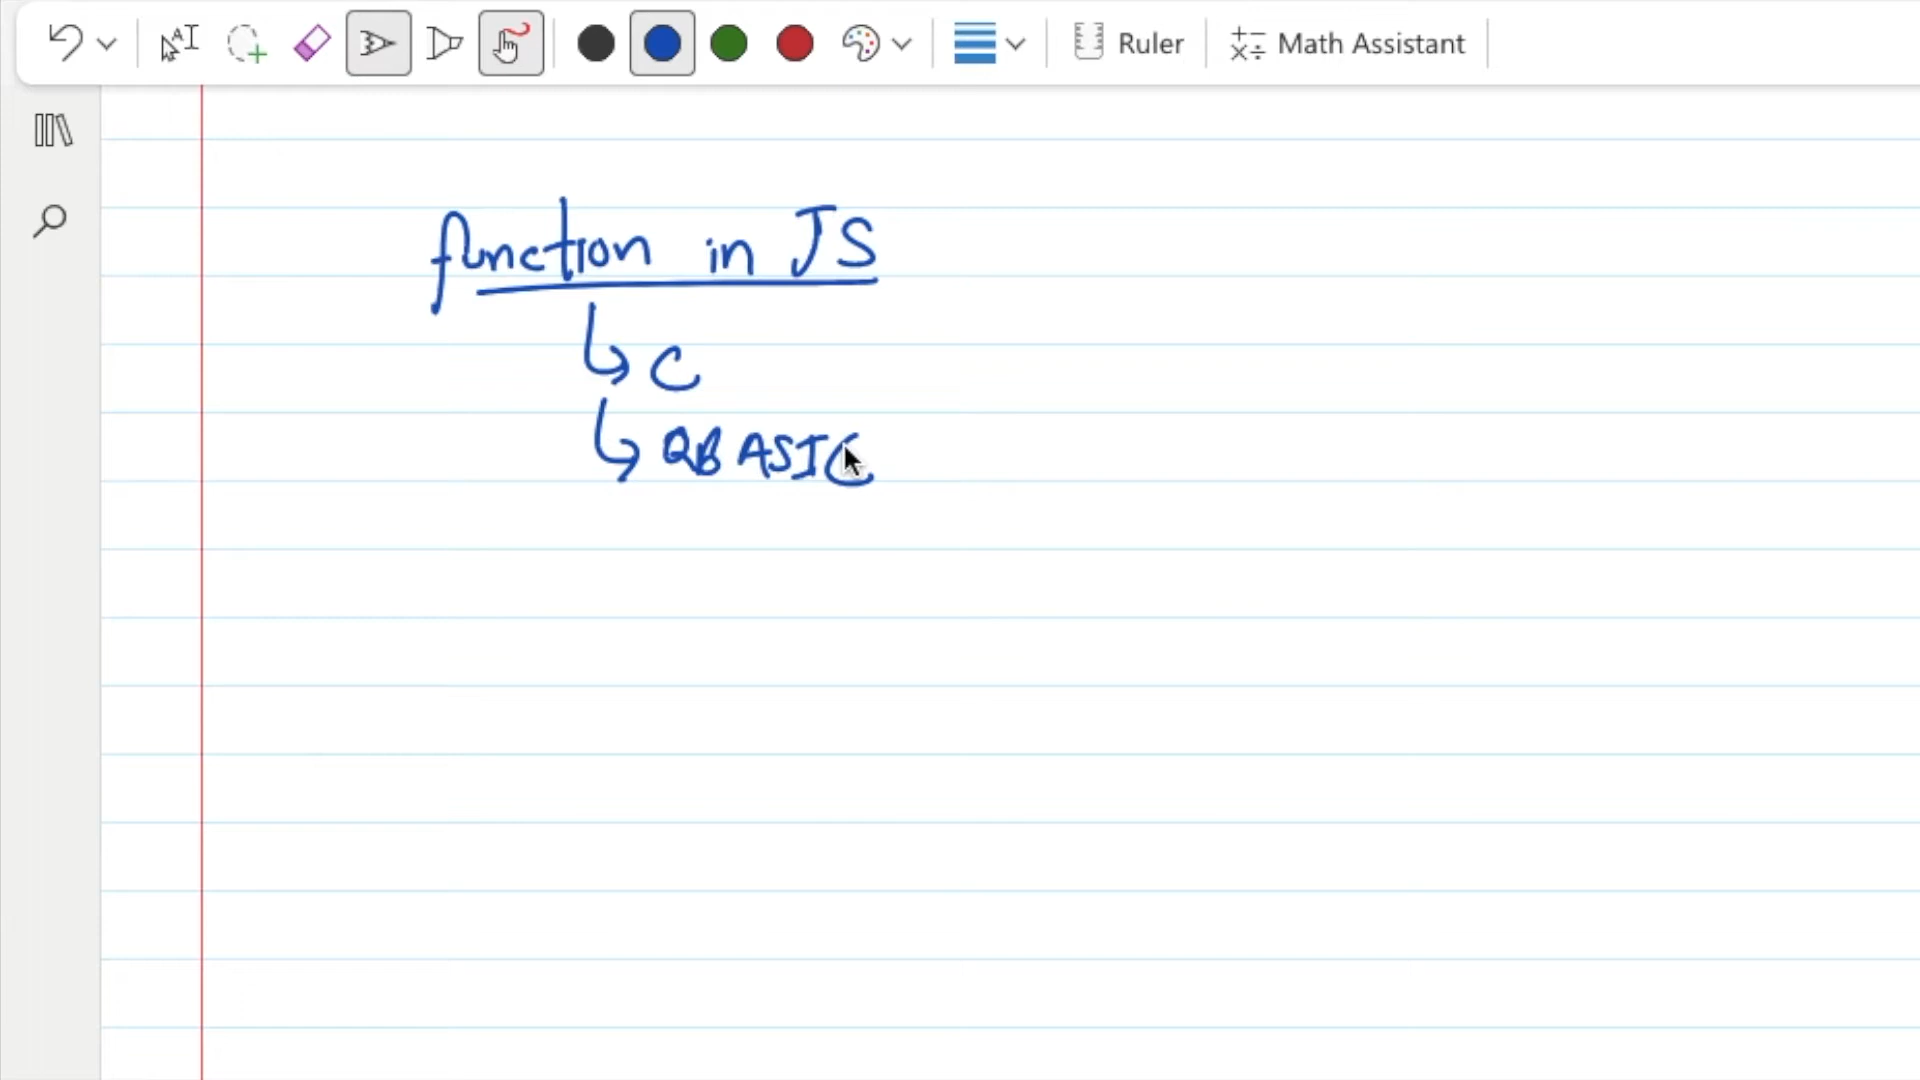 Ruler Math Assistant
function in JS
↳ C
↳ QBASIC